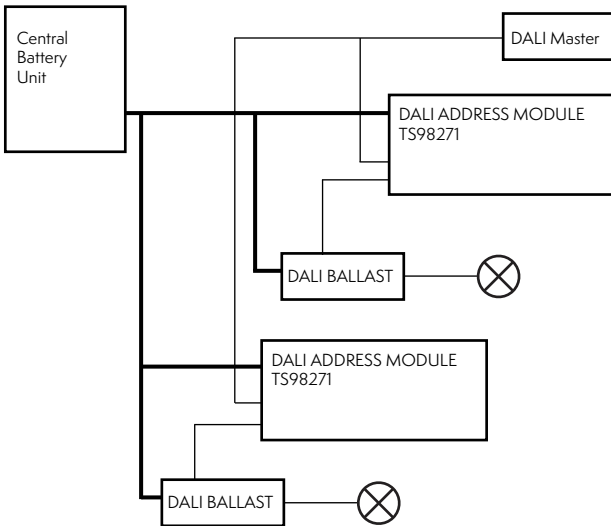 Central
Battery
Unit
DALI Master
DALI ADDRESS MODULE
TS98271
DALI BALLAST
DALI ADDRESS MODULE
TS98271
DALI BALLAST